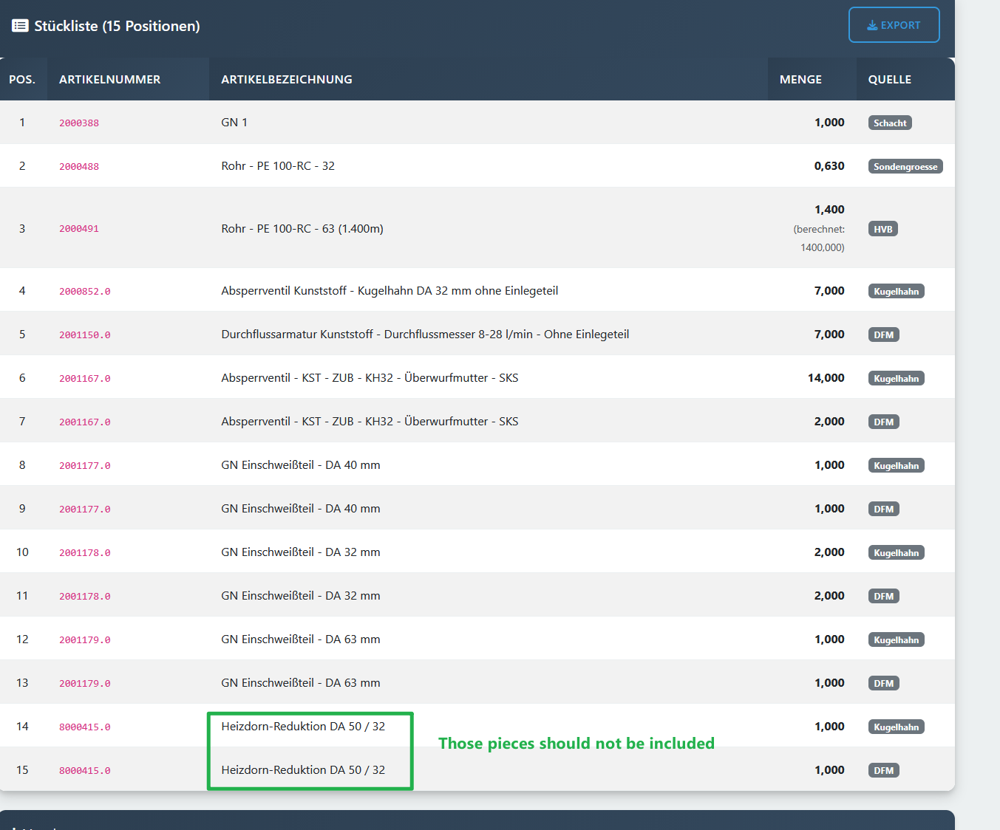 Stückliste (15 Positionen)
EXPORT
POS. ARTIKELNUMMER ARTIKELBEZEICHNUNG MENGE QUELLE
1 2000388 GN 1 1,000 Schacht
2 2000488 Rohr - PE 100-RC - 32 0,630 Sondengroesse
3 2000491 Rohr - PE 100-RC - 63 (1.400m) 1,400 (berechnet: 1400,000) HVB
4 2000852.0 Absperrventil Kunststoff - Kugelhahn DA 32 mm ohne Einlegeteil 7,000 Kugelhahn
5 2001150.0 Durchflussarmatur Kunststoff - Durchflussmesser 8-28 l/min - Ohne Einlegeteil 7,000 DFM
6 2001167.0 Absperrventil - KST - ZUB - KH32 - Überwurfmutter - SKS 14,000 Kugelhahn
7 2001167.0 Absperrventil - KST - ZUB - KH32 - Überwurfmutter - SKS 2,000 DFM
8 2001177.0 GN Einschweißteil - DA 40 mm 1,000 Kugelhahn
9 2001177.0 GN Einschweißteil - DA 40 mm 1,000 DFM
10 2001178.0 GN Einschweißteil - DA 32 mm 2,000 Kugelhahn
11 2001178.0 GN Einschweißteil - DA 32 mm 2,000 DFM
12 2001179.0 GN Einschweißteil - DA 63 mm 1,000 Kugelhahn
13 2001179.0 GN Einschweißteil - DA 63 mm 1,000 DFM
14 8000415.0 Heizdorn-Reduktion DA 50 / 32 1,000 Kugelhahn
Those pieces should not be included
15 8000415.0 Heizdorn-Reduktion DA 50 / 32 1,000 DFM